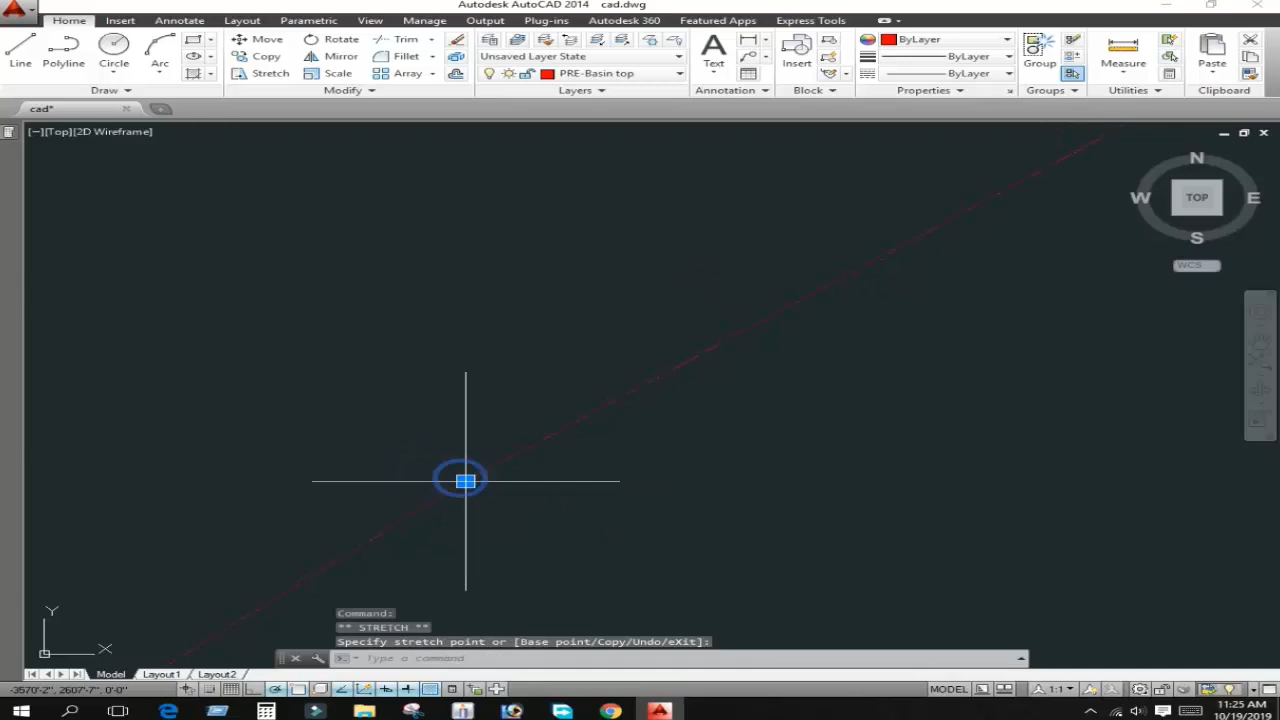 Autodesk AutoCAD 2014 cad.dwg
Home Insert Annotate Layout Parametric View Manage Output Plug-ins Autodesk 360 Featured Apps Express Tools
Line Polyline Circle Arc
Move Rotate Trim
Copy Mirror Fillet
Stretch Scale Array
Unsaved Layer State
PRE-Basin top
Text
Insert
ByLayer
ByLayer
ByLayer
Group
Measure
Paste
Draw Modify Layers Annotation Block Properties Groups Utilities Clipboard
cad*
[−][Top][2D Wireframe]
N
W TOP E
S
WCS
Y
X
Command:
** STRETCH **
Specify stretch point or [Base point/Copy/Undo/eXit]:
Type a command
Model Layout1 Layout2
-3570'-2", 2607'-7", 0'-0"
MODEL
1:1
11:25 AM
10/19/2019